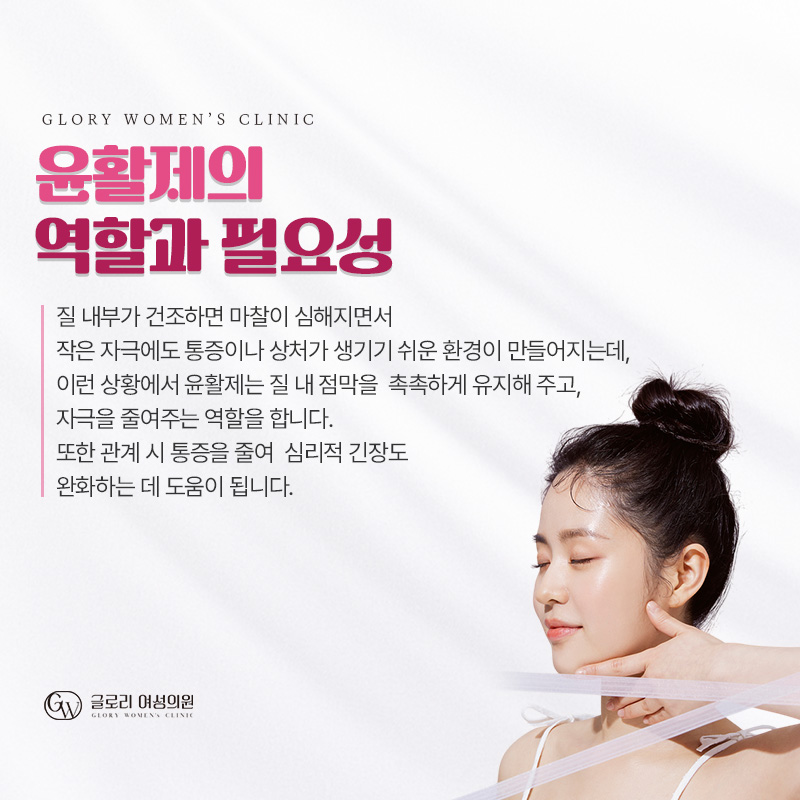 GLORY WOMEN'S CLINIC
윤활제의
역할과 필요성
질 내부가 건조하면 마찰이 심해지면서
작은 자극에도 통증이나 상처가 생기기 쉬운 환경이 만들어지는데,
이런 상황에서 윤활제는 질 내 점막을 촉촉하게 유지해 주고,
자극을 줄여주는 역할을 합니다.
또한 관계 시 통증을 줄여 심리적 긴장도
완화하는 데 도움이 됩니다.
GW 글로리 여성의원
GLORY WOMEN'S CLINIC